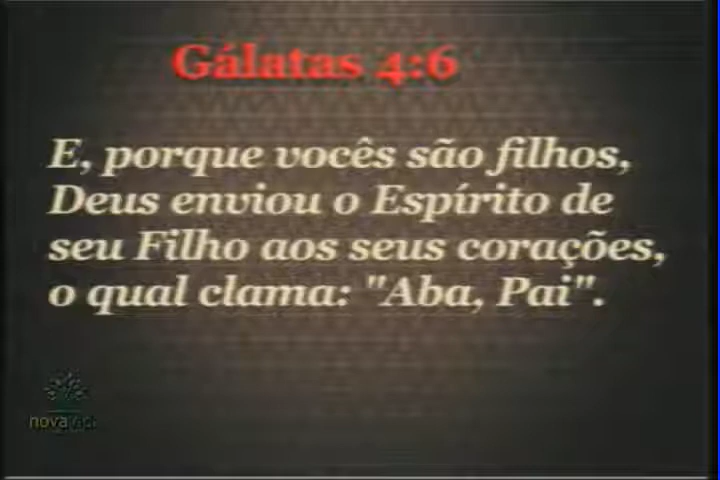 Gálatas 4:6
E, porque vocês são filhos,
Deus enviou o Espírito de
seu Filho aos seus corações,
o qual clama: "Aba, Pai".
nova